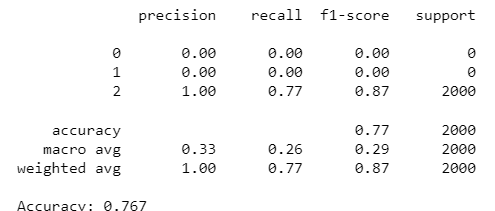 precision recall f1-score support
0 0.00 0.00 0.00 0
1 0.00 0.00 0.00 0
2 1.00 0.77 0.87 2000
accuracy 0.77 2000
macro avg 0.33 0.26 0.29 2000
weighted avg 1.00 0.77 0.87 2000
Accuracy: 0.767